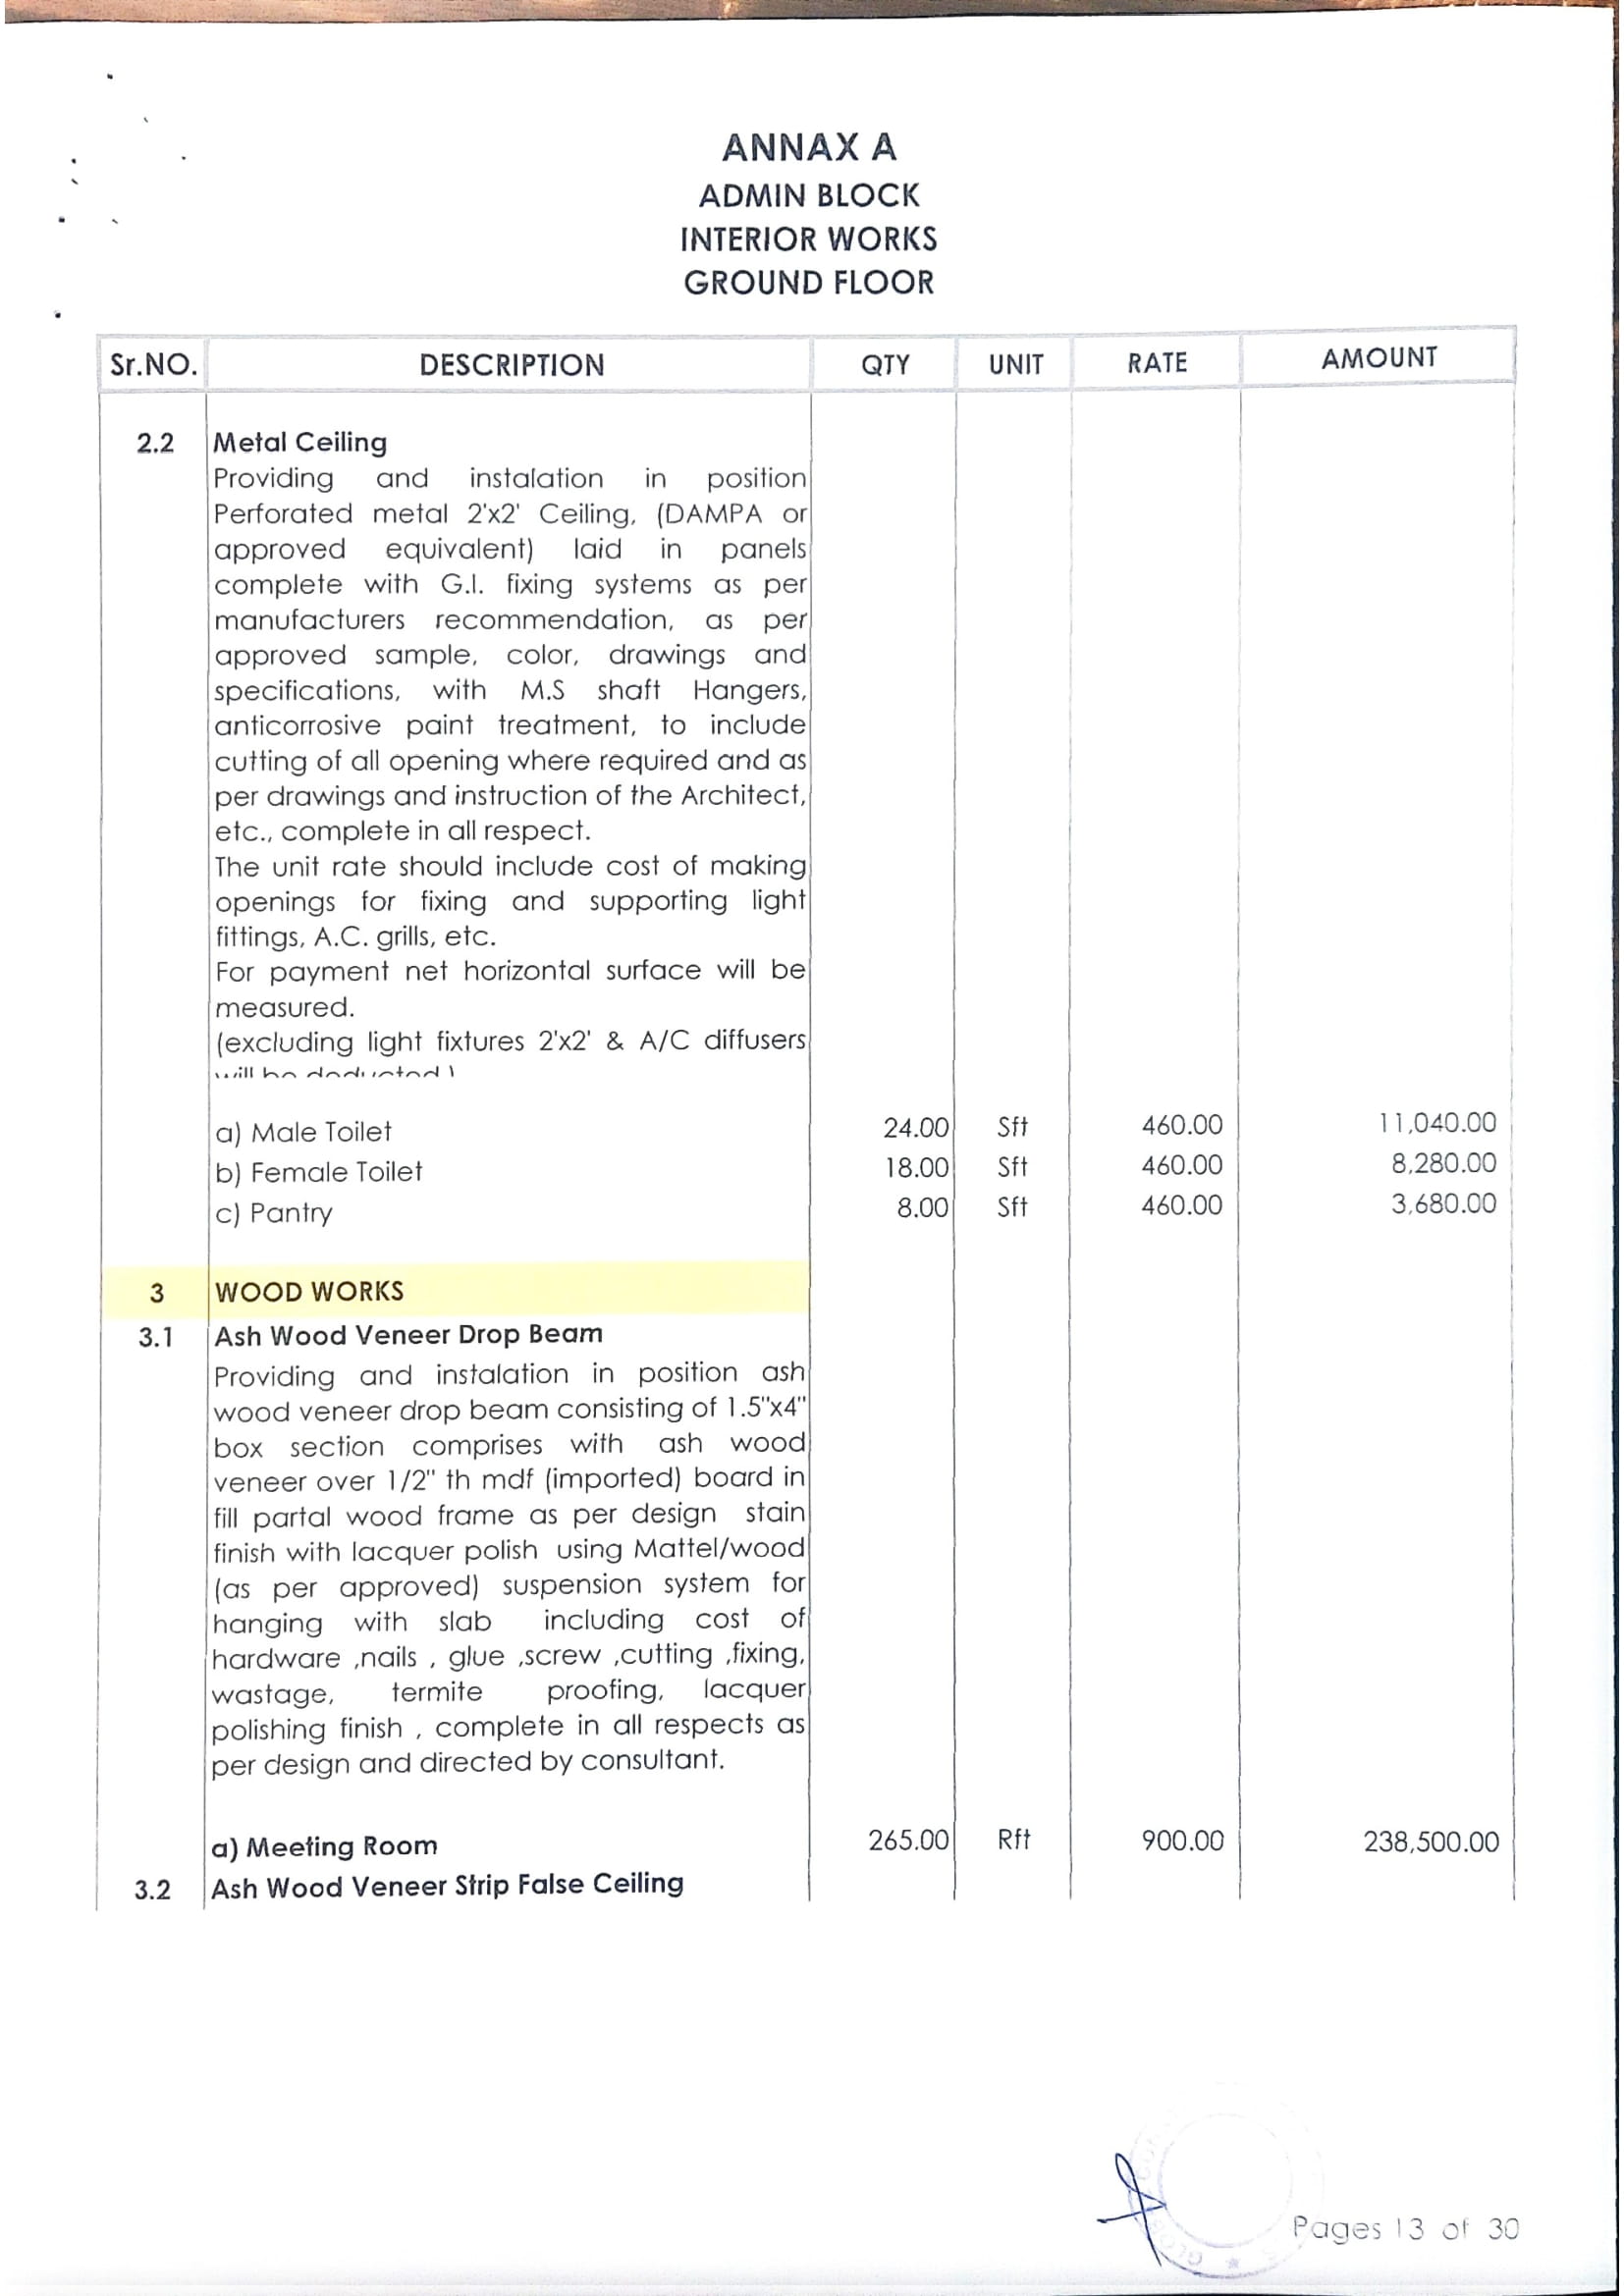 ANNAX A
ADMIN BLOCK
INTERIOR WORKS
GROUND FLOOR
Sr.NO. DESCRIPTION QTY UNIT RATE AMOUNT
2.2 Metal Ceiling
Providing and instalation in position
Perforated metal 2'x2' Ceiling, (DAMPA or
approved equivalent) laid in panels
complete with G.I. fixing systems as per
manufacturers recommendation, as per
approved sample, color, drawings and
specifications, with M.S shaft Hangers,
anticorrosive paint treatment, to include
cutting of all opening where required and as
per drawings and instruction of the Architect,
etc., complete in all respect.
The unit rate should include cost of making
openings for fixing and supporting light
fittings, A.C. grills, etc.
For payment net horizontal surface will be
measured.
(excluding light fixtures 2'x2' & A/C diffusers
will be deducted)
a) Male Toilet 24.00 Sft 460.00 11,040.00
b) Female Toilet 18.00 Sft 460.00 8,280.00
c) Pantry 8.00 Sft 460.00 3,680.00
3 WOOD WORKS
3.1 Ash Wood Veneer Drop Beam
Providing and instalation in position ash
wood veneer drop beam consisting of 1.5"x4"
box section comprises with ash wood
veneer over 1/2" th mdf (imported) board in
fill partal wood frame as per design stain
finish with lacquer polish using Mattel/wood
(as per approved) suspension system for
hanging with slab including cost of
hardware ,nails , glue ,screw ,cutting ,fixing,
wastage, termite proofing, lacquer
polishing finish , complete in all respects as
per design and directed by consultant.
a) Meeting Room 265.00 Rft 900.00 238,500.00
3.2 Ash Wood Veneer Strip False Ceiling
Pages 13 of 30